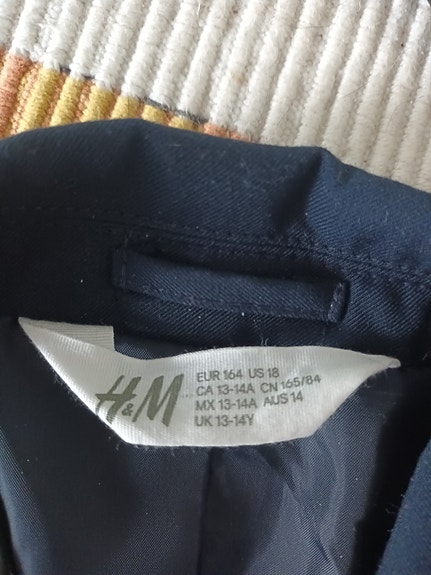 H&M
EUR 164 US 18
CA 13-14A CN 165/84
MX 13-14A AUS 14
UK 13-14Y